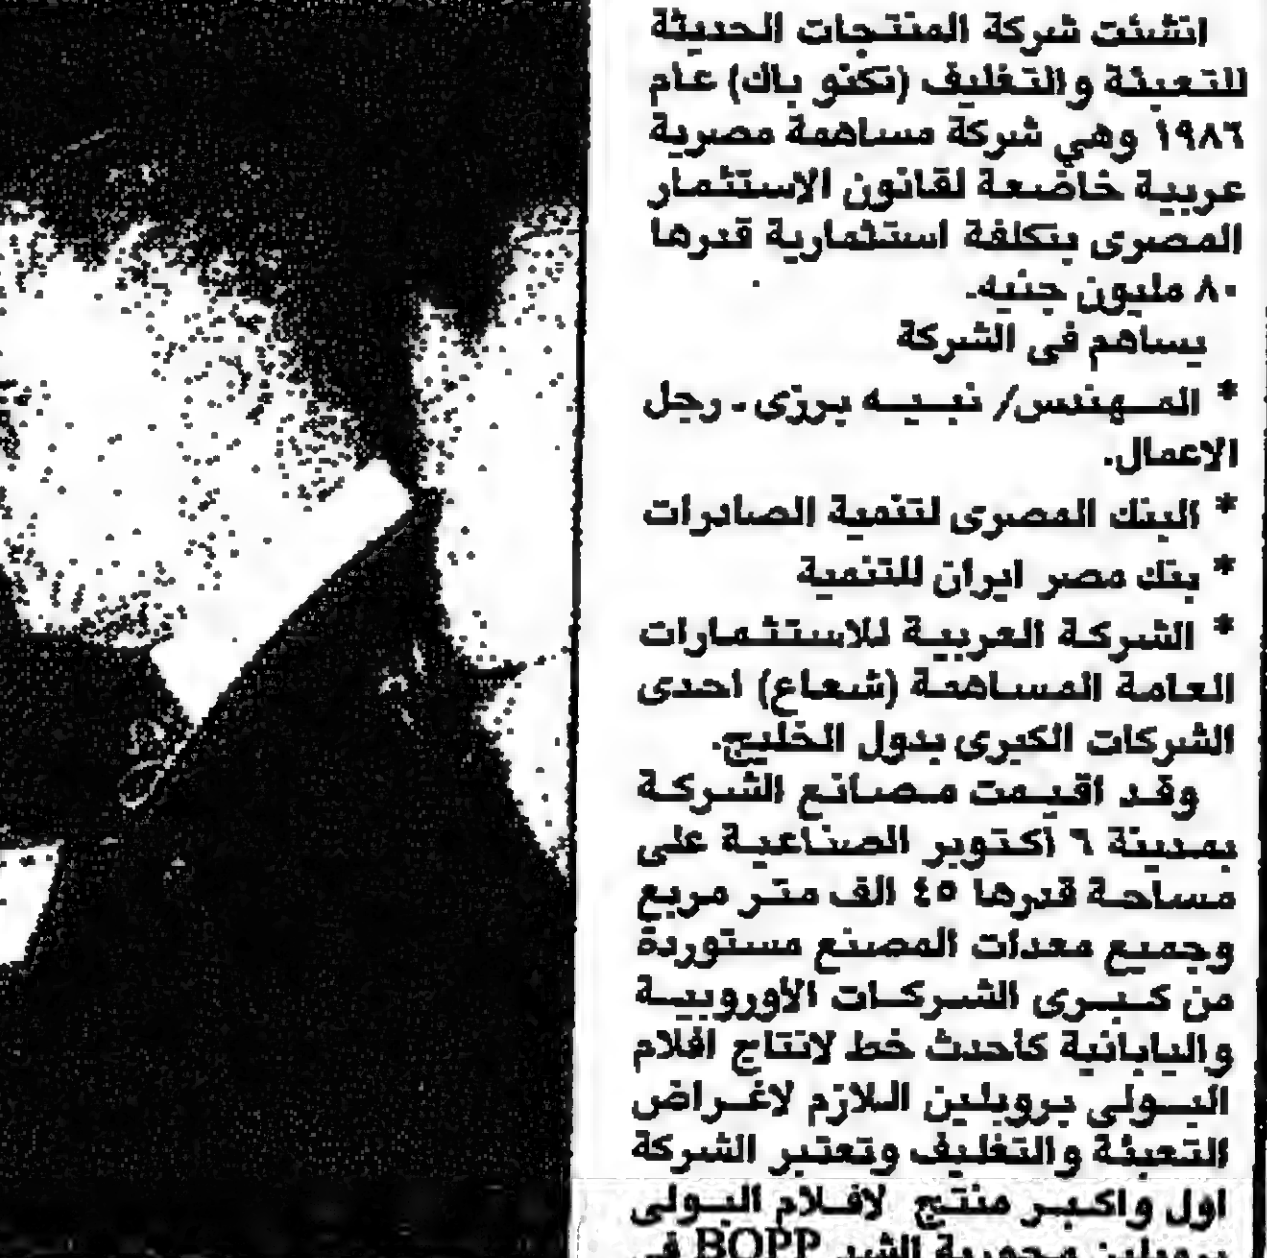 انشئت شركة المنتجات الحديثة
للتعبئة والتغليف (تكنو باك) عام
١٩٨٦ وهي شركة مساهمة مصرية
عربية خاضعة لقانون الاستثمار
المصرى بتكلفة استثمارية قدرها
٨٠ مليون جنيه.
يساهم فى الشركة
* المهندس/ نبيه برزى - رجل
الاعمال.
* البنك المصرى لتنمية الصادرات
* بنك مصر ايران للتنمية
* الشركة العربية للاستثمارات
العامة المساهمة (شعاع) احدى
الشركات الكبرى بدول الخليج.
وقد اقيمت مصانع الشركة
بمدينة ٦ اكتوبر الصناعية على
مساحة قدرها ٤٥ الف متر مربع
وجميع معدات المصنع مستوردة
من كبرى الشركات الأوروبية
واليابانية كأحدث خط لانتاج افلام
البولى بروبلين اللازم لاغراض
التعبئة والتغليف وتعتبر الشركة
اول واكبر منتج لافلام البولى
BOPP فى